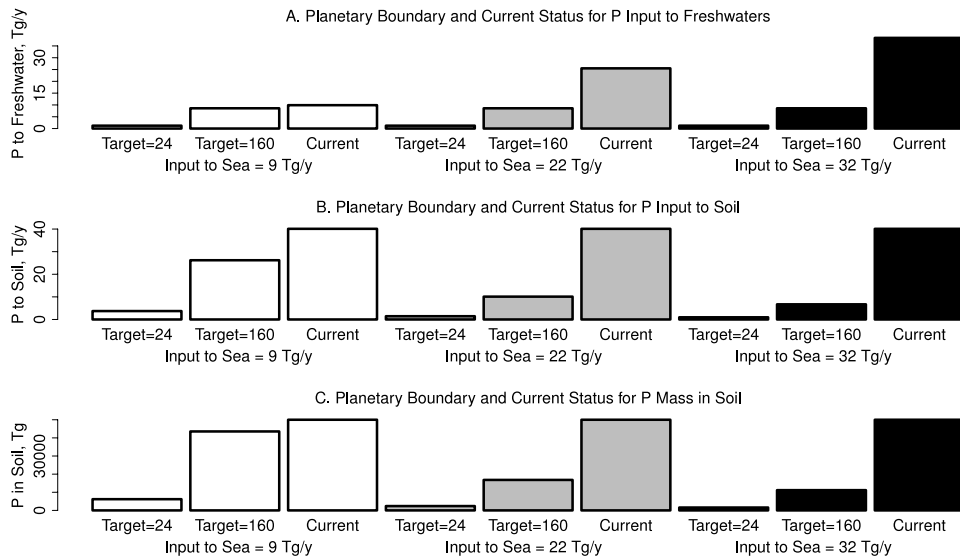 A. Planetary Boundary and Current Status for P Input to Freshwaters
P to Freshwater, Tg/y
30
15
0
Target=24 Target=160 Current Target=24 Target=160 Current Target=24 Target=160 Current
Input to Sea = 9 Tg/y Input to Sea = 22 Tg/y Input to Sea = 32 Tg/y
B. Planetary Boundary and Current Status for P Input to Soil
P to Soil, Tg/y
40
20
0
Target=24 Target=160 Current Target=24 Target=160 Current Target=24 Target=160 Current
Input to Sea = 9 Tg/y Input to Sea = 22 Tg/y Input to Sea = 32 Tg/y
C. Planetary Boundary and Current Status for P Mass in Soil
P in Soil, Tg
30000
0
Target=24 Target=160 Current Target=24 Target=160 Current Target=24 Target=160 Current
Input to Sea = 9 Tg/y Input to Sea = 22 Tg/y Input to Sea = 32 Tg/y